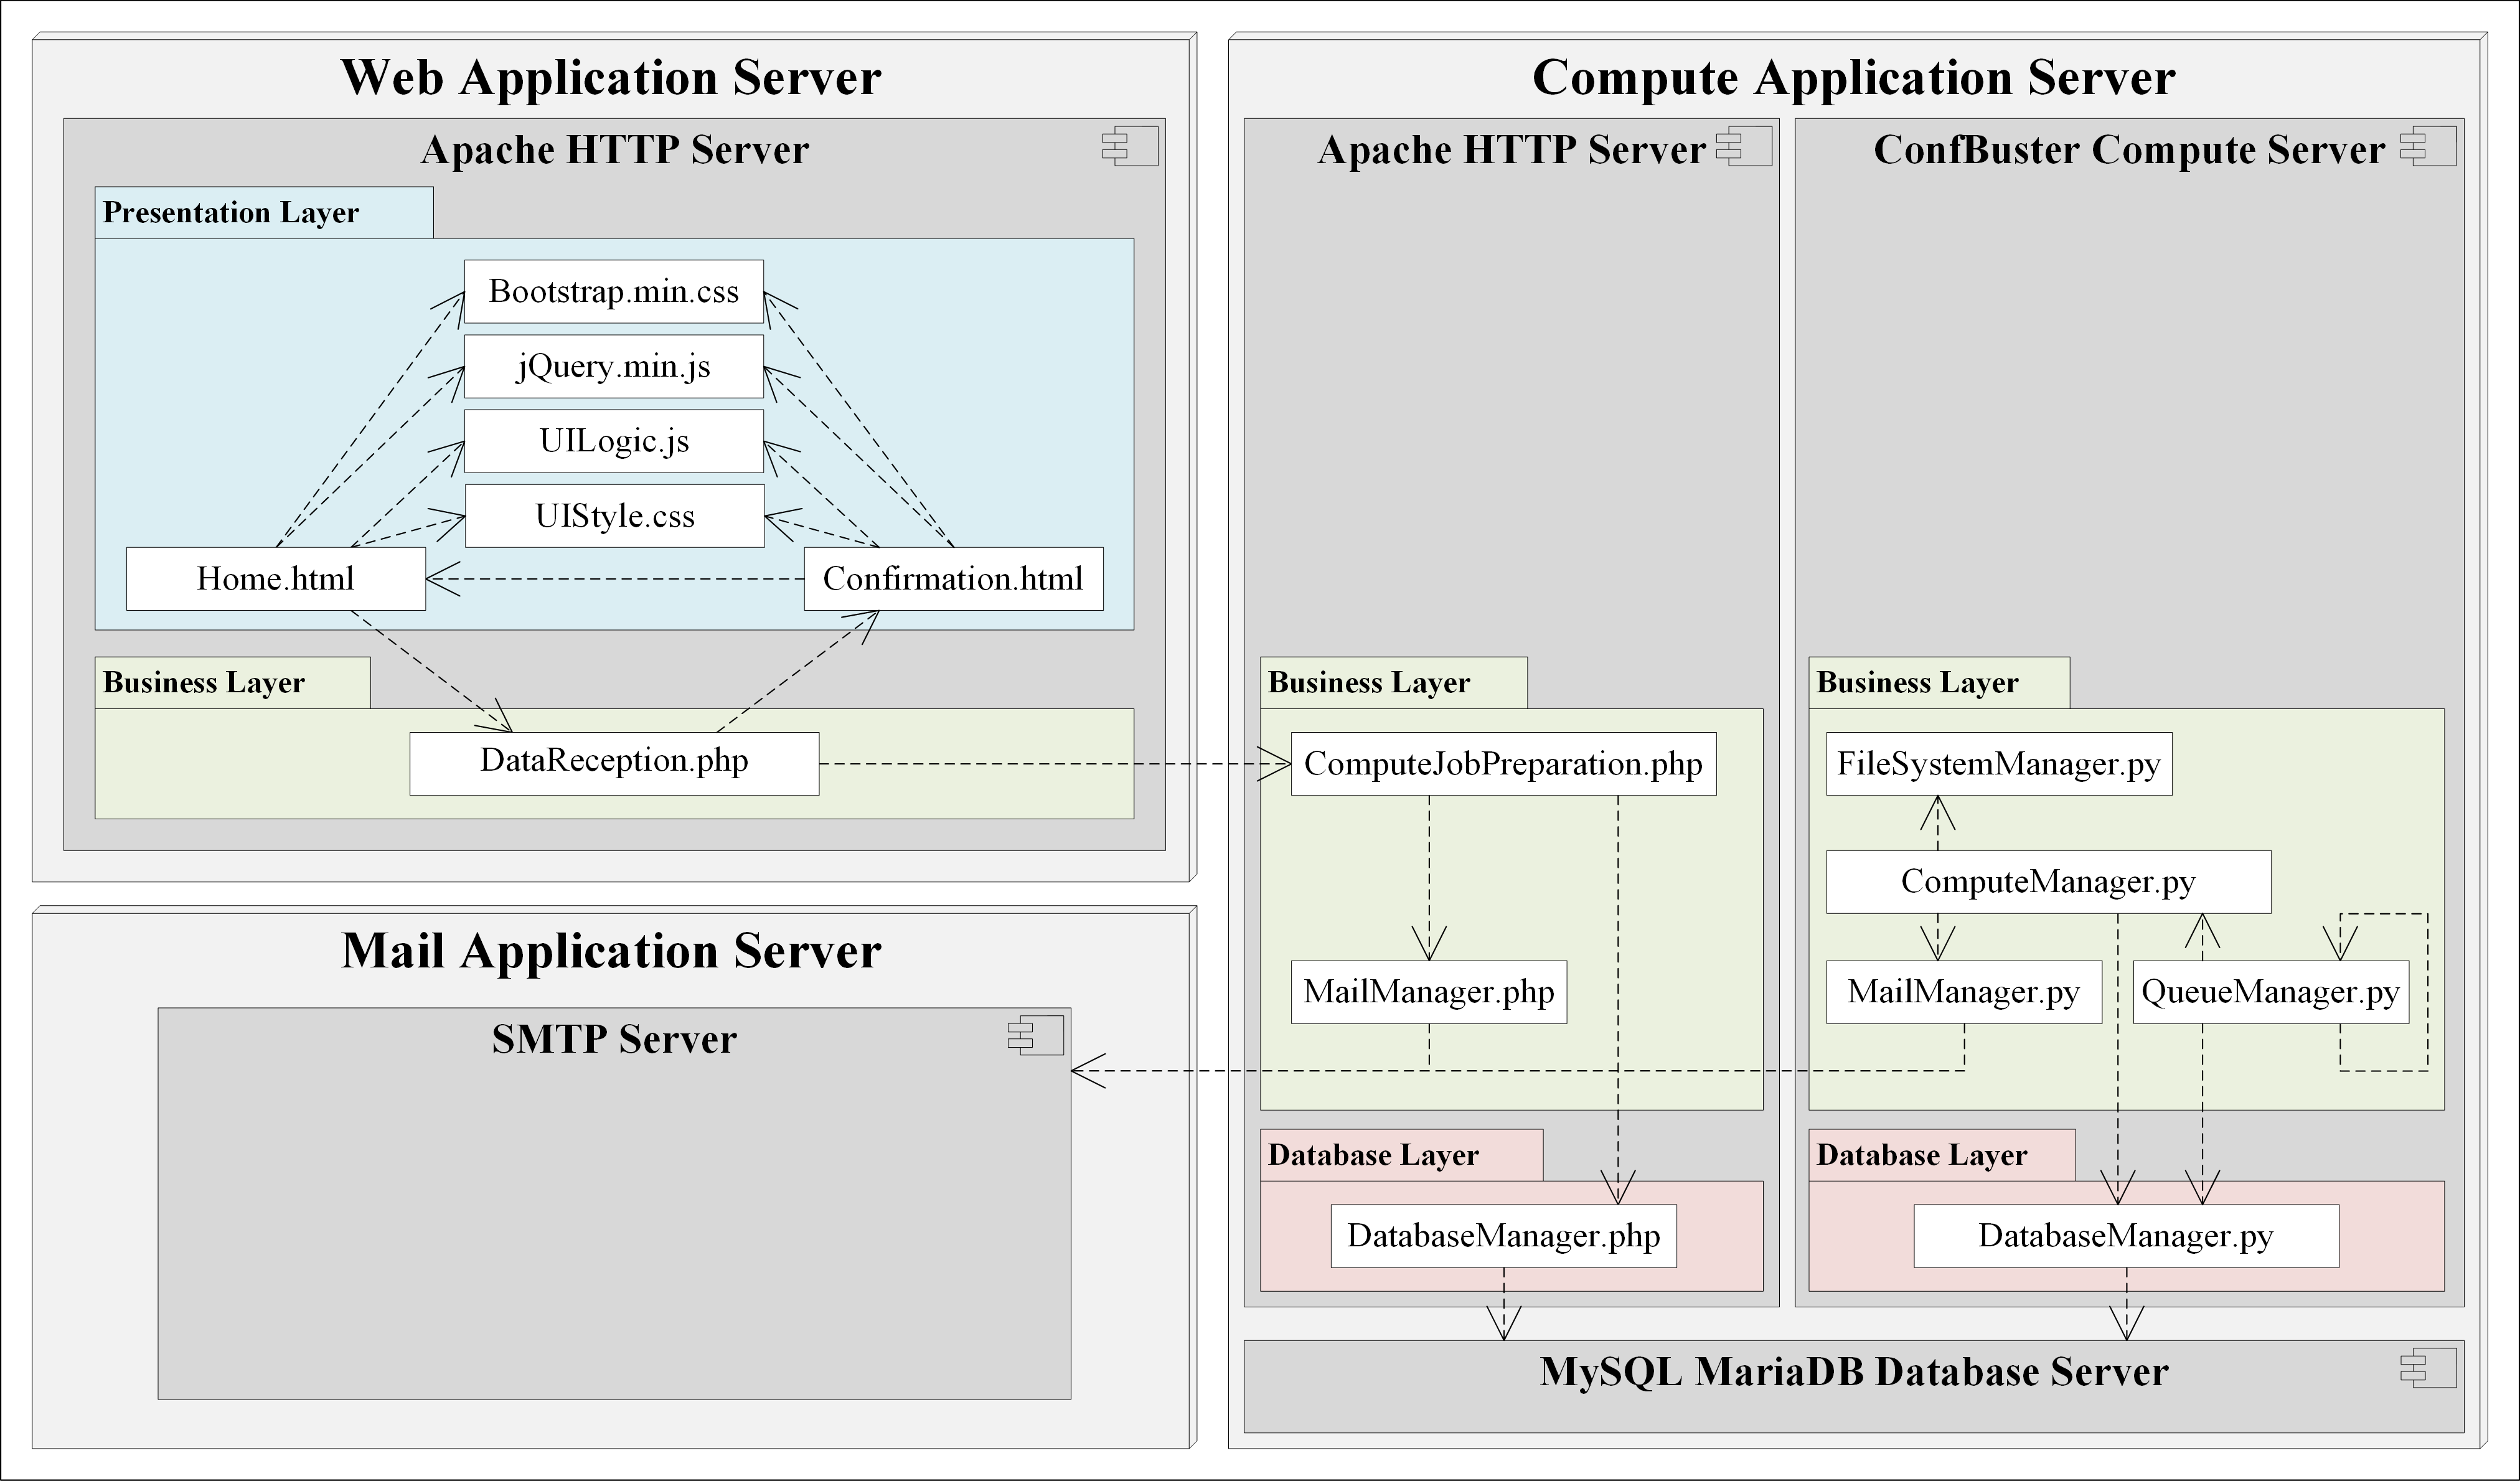 Web Application Server
Apache HTTP Server
Presentation Layer
Bootstrap.min.css
jQuery.min.js
UILogic.js
UIStyle.css
Home.html
Confirmation.html
Business Layer
DataReception.php
Mail Application Server
SMTP Server
Compute Application Server
Apache HTTP Server
Business Layer
ComputeJobPreparation.php
MailManager.php
Database Layer
DatabaseManager.php
ConfBuster Compute Server
Business Layer
FileSystemManager.py
ComputeManager.py
MailManager.py
QueueManager.py
Database Layer
DatabaseManager.py
MySQL MariaDB Database Server